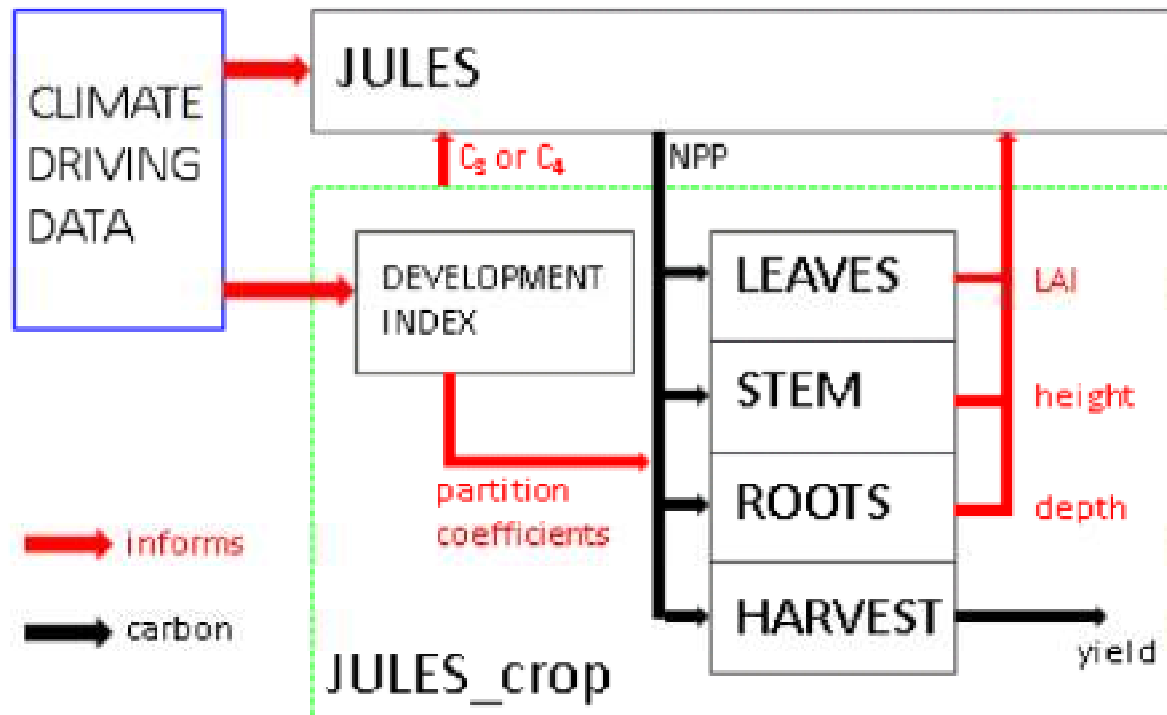 CLIMATE
DRIVING
DATA
JULES
C₃ or C₄
NPP
DEVELOPMENT
INDEX
LEAVES
LAI
STEM
height
partition
coefficients
ROOTS
depth
informs
carbon
HARVEST
yield
JULES_crop